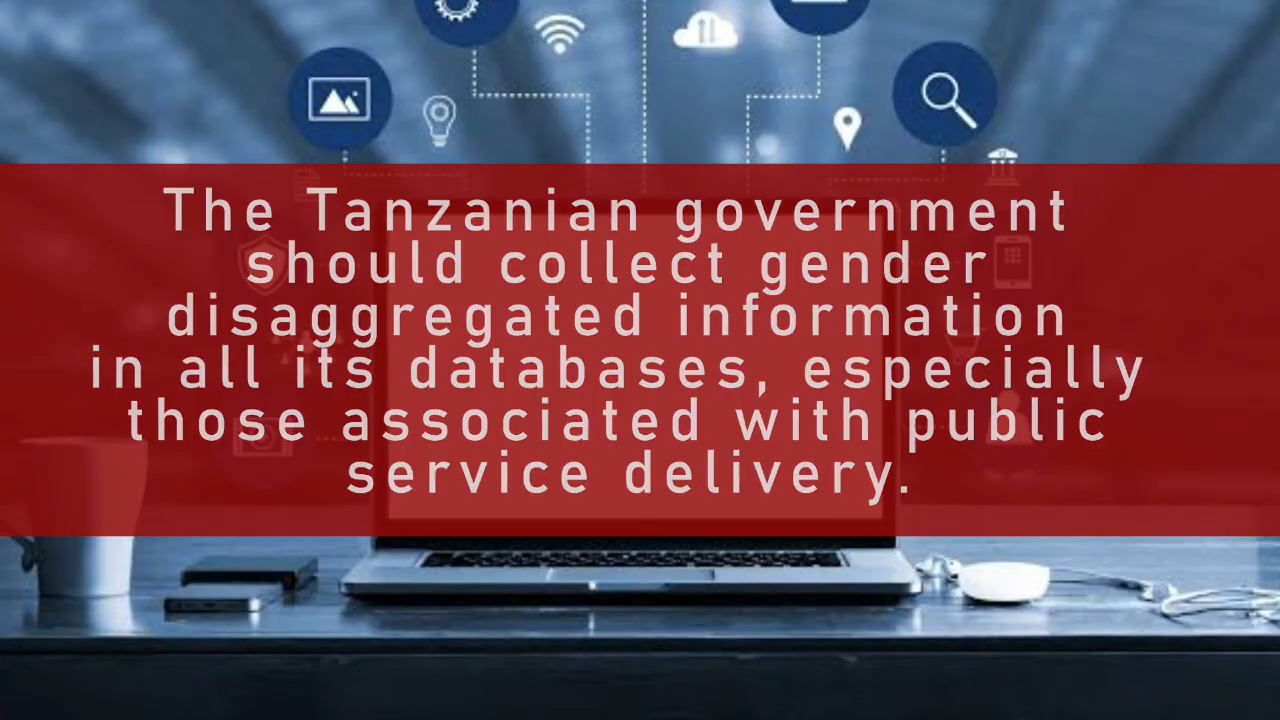 The Tanzanian government
should collect gender
disaggregated information
in all its databases, especially
those associated with public
service delivery.